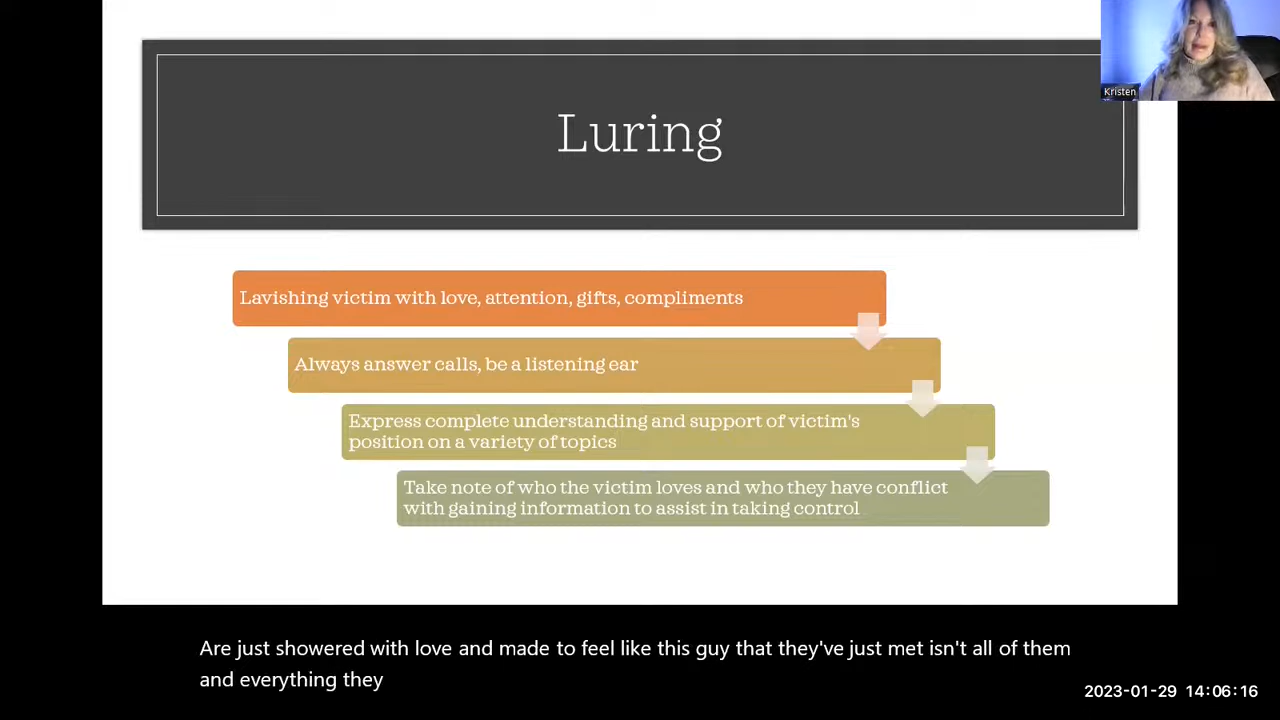 Kristen
Luring
Lavishing victim with love, attention, gifts, compliments
Always answer calls, be a listening ear
Express complete understanding and support of victim's
position on a variety of topics
Take note of who the victim loves and who they have conflict
with gaining information to assist in taking control
Are just showered with love and made to feel like this guy that they've just met isn't all of them
and everything they
2023-01-29 14:06:16